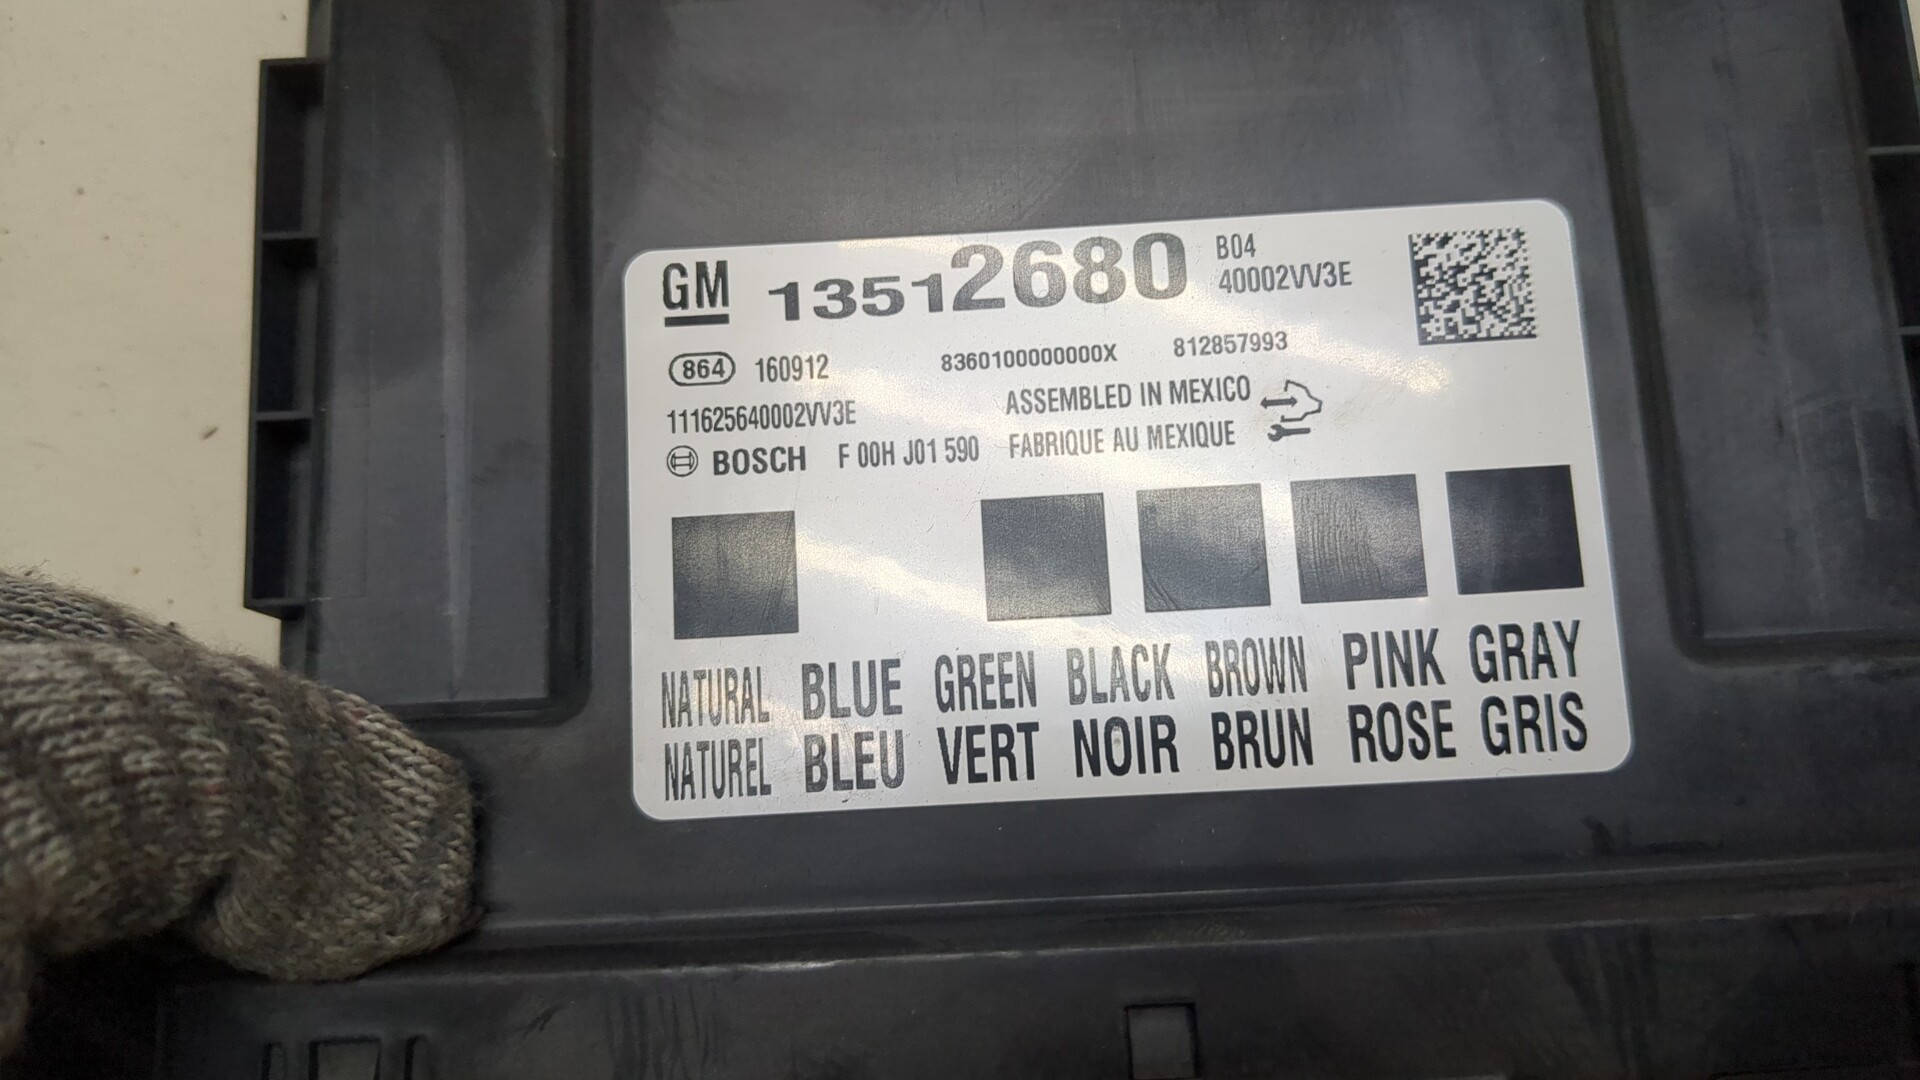 GM 13512680 B04
40002VV3E
864 160912 8360100000000X 812857993
111625640002VV3E ASSEMBLED IN MEXICO
BOSCH F 00H J01 590 FABRIQUE AU MEXIQUE
NATURAL BLUE GREEN BLACK BROWN PINK GRAY
NATUREL BLEU VERT NOIR BRUN ROSE GRIS